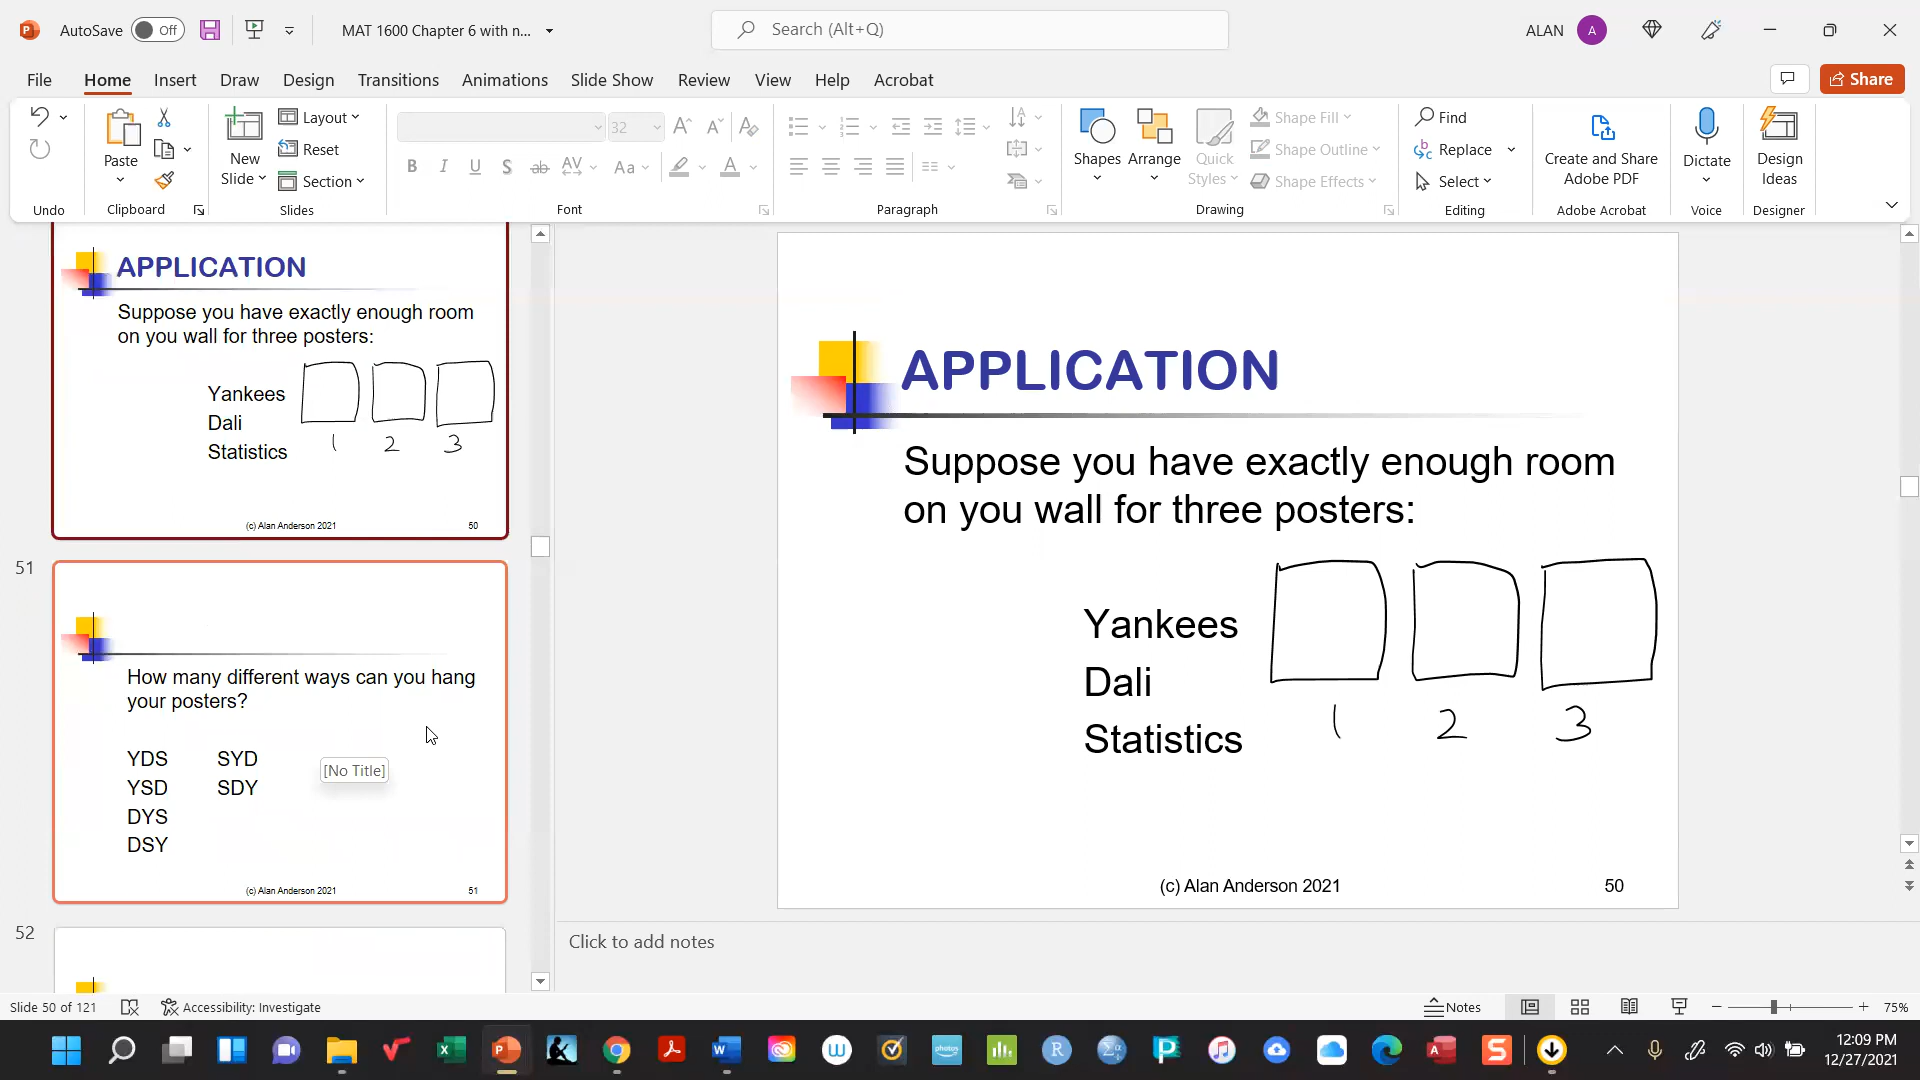 AutoSave Off MAT 1600 Chapter 6 with n... Search (Alt+Q) ALAN A
File Home Insert Draw Design Transitions Animations Slide Show Review View Help Acrobat Share
Undo
Paste
Clipboard
New Slide
Layout
Reset
Section
Slides
32
Font
Paragraph
Shapes
Arrange
Quick Styles
Shape Fill
Shape Outline
Shape Effects
Drawing
Find
Replace
Select
Editing
Create and Share Adobe PDF
Adobe Acrobat
Dictate
Voice
Design Ideas
Designer
APPLICATION
Suppose you have exactly enough room
on you wall for three posters:
Yankees
Dali
Statistics
1 2 3
(c) Alan Anderson 2021 50
51
How many different ways can you hang
your posters?
YDS SYD
YSD SDY
DYS
DSY
[No Title]
(c) Alan Anderson 2021 51
52
APPLICATION
Suppose you have exactly enough room
on you wall for three posters:
Yankees
Dali
Statistics
1 2 3
(c) Alan Anderson 2021 50
Click to add notes
Slide 50 of 121 Accessibility: Investigate Notes 75%
12:09 PM
12/27/2021